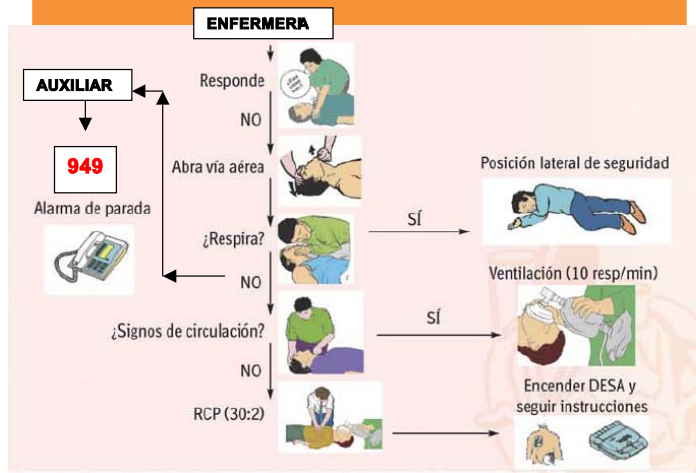 ENFERMERA
Responde
NO
Abra vía aérea
¿Respira?
SÍ
Posición lateral de seguridad
NO
AUXILIAR
949
Alarma de parada
¿Signos de circulación?
SÍ
Ventilación (10 resp/min)
NO
RCP (30:2)
Encender DESA y
seguir instrucciones